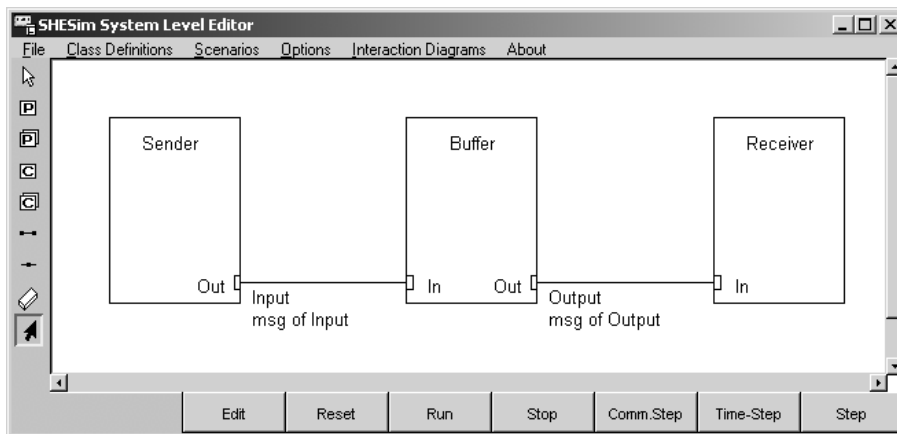 SHESim System Level Editor
File Class Definitions Scenarios Options Interaction Diagrams About
P
P
C
C
Sender Buffer Receiver
Out In Out In
Input Output
msg of Input msg of Output
Edit Reset Run Stop Comm.Step Time-Step Step